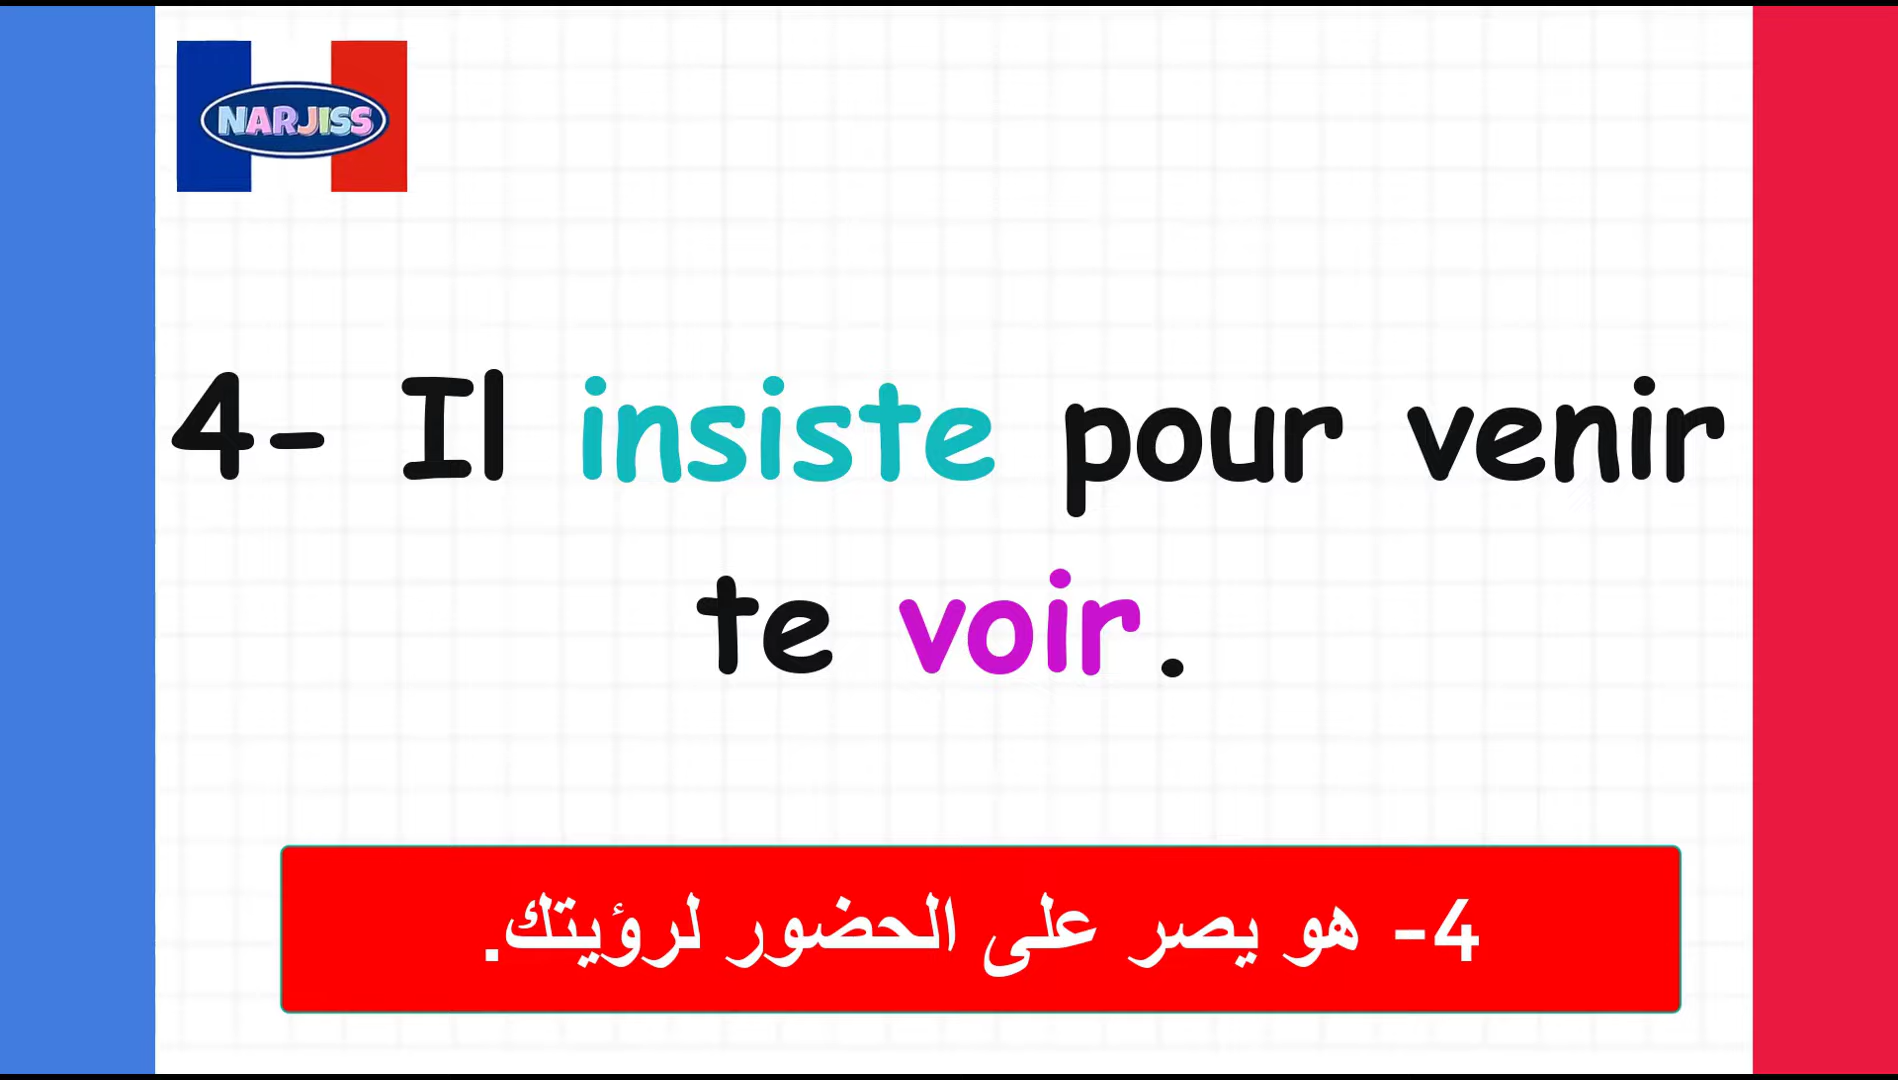 NARJISS
4- Il insiste pour venir
te voir.
4- هو يصر على الحضور لرؤيتك.